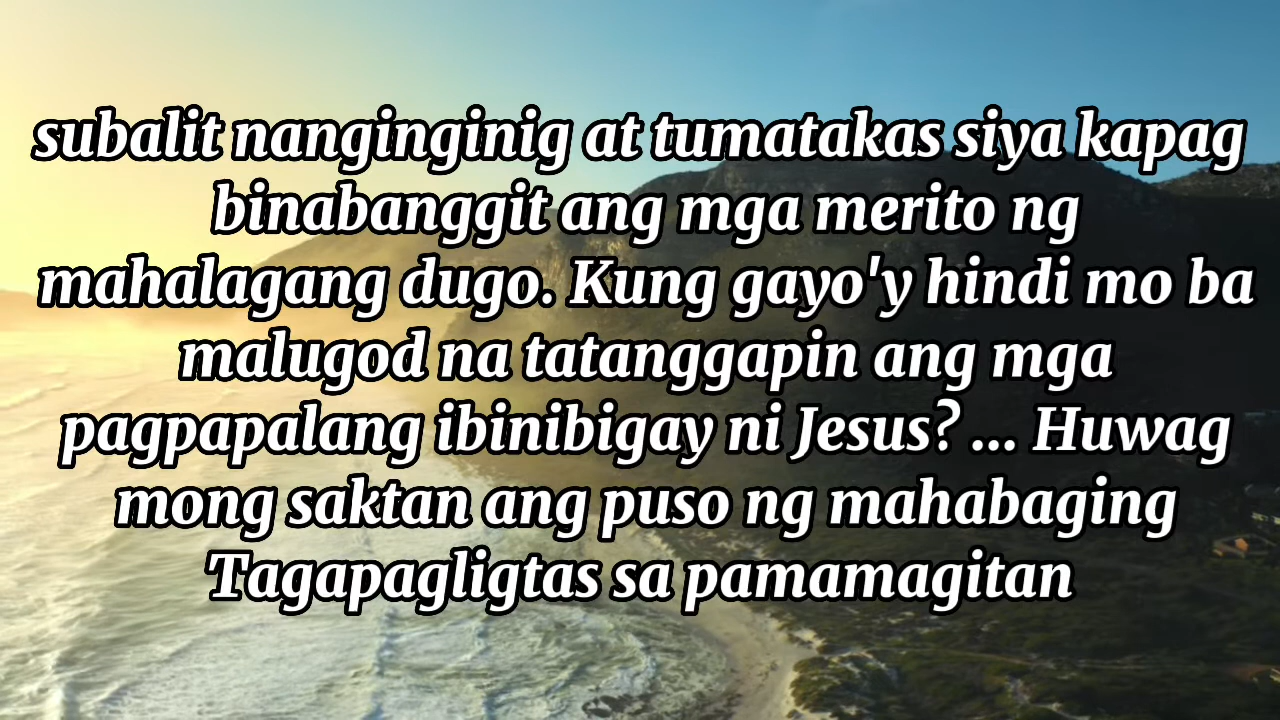 subalit nanginginig at tumatakas siya kapag
binabanggit ang mga merito ng
mahalagang dugo. Kung gayo'y hindi mo ba
malugod na tatanggapin ang mga
pagpapalang ibinibigay ni Jesus? ... Huwag
mong saktan ang puso ng mahabaging
Tagapagligtas sa pamamagitan